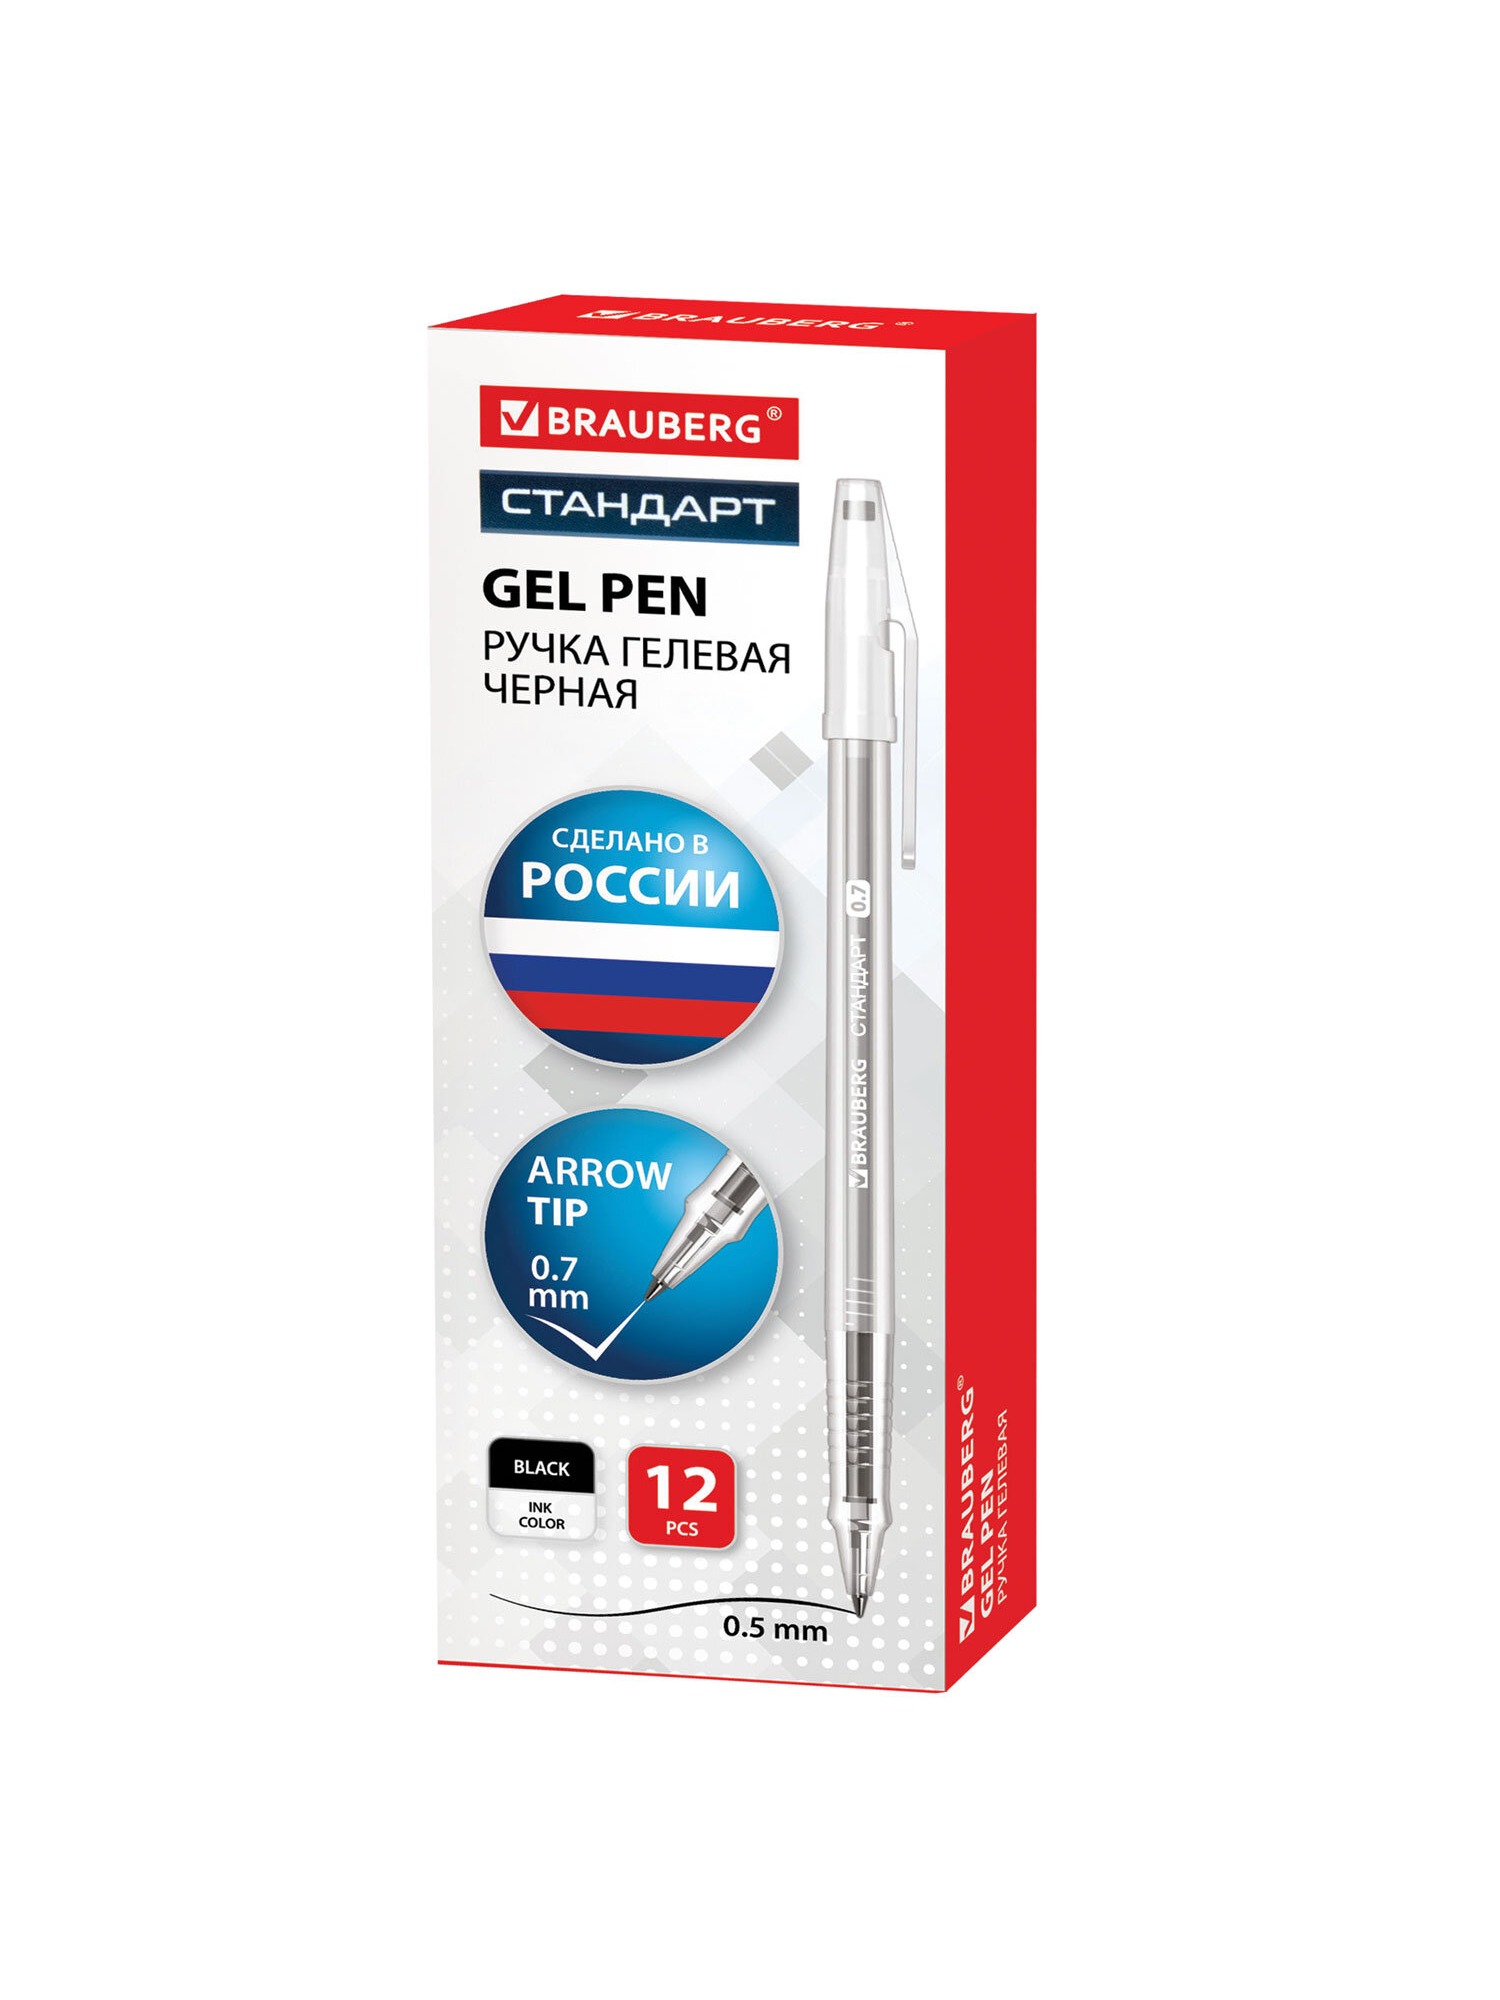 BRAUBERG®
BRAUBERG®
СТАНДАРТ
GEL PEN
РУЧКА ГЕЛЕВАЯ
ЧЕРНАЯ
СДЕЛАНО В
РОССИИ
ARROW
TIP
0.7
mm
BLACK
INK
COLOR
12
PCS
0.5 mm
BRAUBERG СТАНДАРТ 0.7
BRAUBERG®
GEL PEN
РУЧКА ГЕЛЕВАЯ